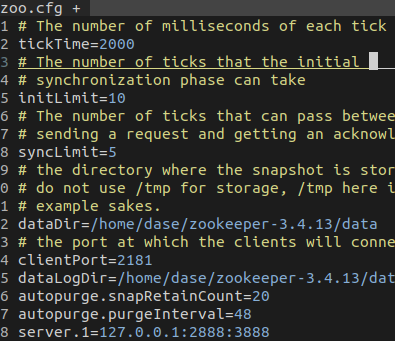 zoo.cfg +
1 # The number of milliseconds of each tick
2 tickTime=2000
3 # The number of ticks that the initial
4 # synchronization phase can take
5 initLimit=10
6 # The number of ticks that can pass betwee
7 # sending a request and getting an acknowl
8 syncLimit=5
9 # the directory where the snapshot is stor
0 # do not use /tmp for storage, /tmp here i
1 # example sakes.
2 dataDir=/home/dase/zookeeper-3.4.13/data
3 # the port at which the clients will conne
4 clientPort=2181
5 dataLogDir=/home/dase/zookeeper-3.4.13/dat
6 autopurge.snapRetainCount=20
7 autopurge.purgeInterval=48
8 server.1=127.0.0.1:2888:3888